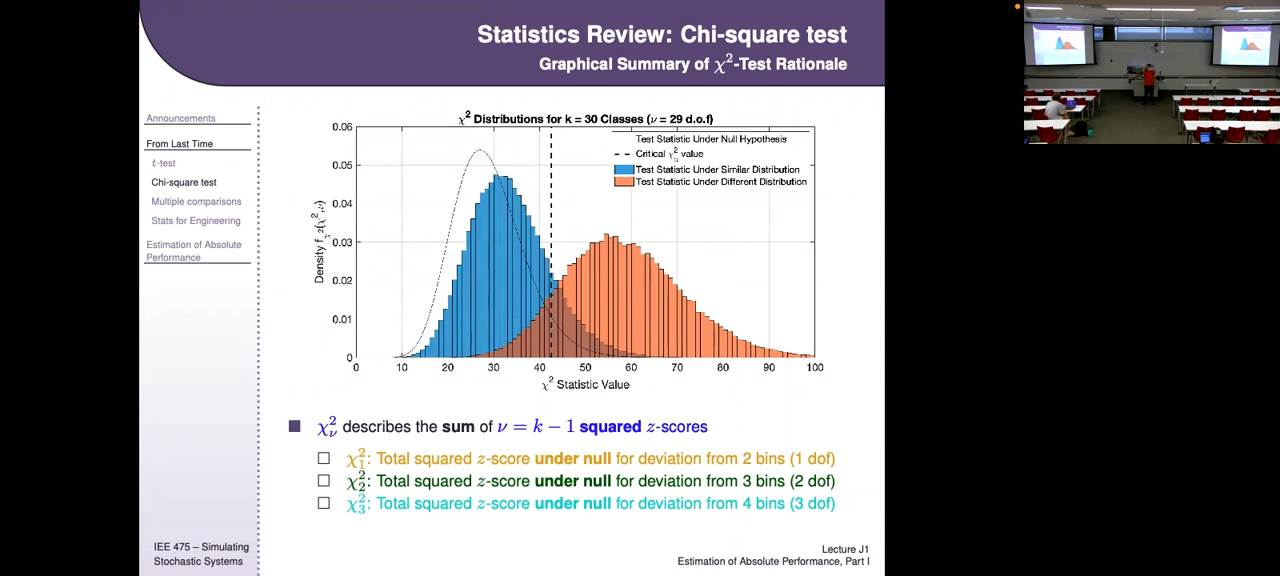 Statistics Review: Chi-square test
Graphical Summary of χ²-Test Rationale
Announcements
From Last Time
t-test
Chi-square test
Multiple comparisons
Stats for Engineering
Estimation of Absolute
Performance
χ² Distributions for k = 30 Classes (ν = 29 d.o.f)
Test Statistic Under Null Hypothesis
Critical χ²α value
Test Statistic Under Similar Distribution
Test Statistic Under Different Distribution
Density fχ²(χ²,ν)
0.06
0.05
0.04
0.03
0.02
0.01
0
0 10 20 30 40 50 60 70 80 90 100
χ² Statistic Value
χ²ν describes the sum of ν = k − 1 squared z-scores
χ²₁: Total squared z-score under null for deviation from 2 bins (1 dof)
χ²₂: Total squared z-score under null for deviation from 3 bins (2 dof)
χ²₃: Total squared z-score under null for deviation from 4 bins (3 dof)
IEE 475 – Simulating
Stochastic Systems
Lecture J1
Estimation of Absolute Performance, Part I